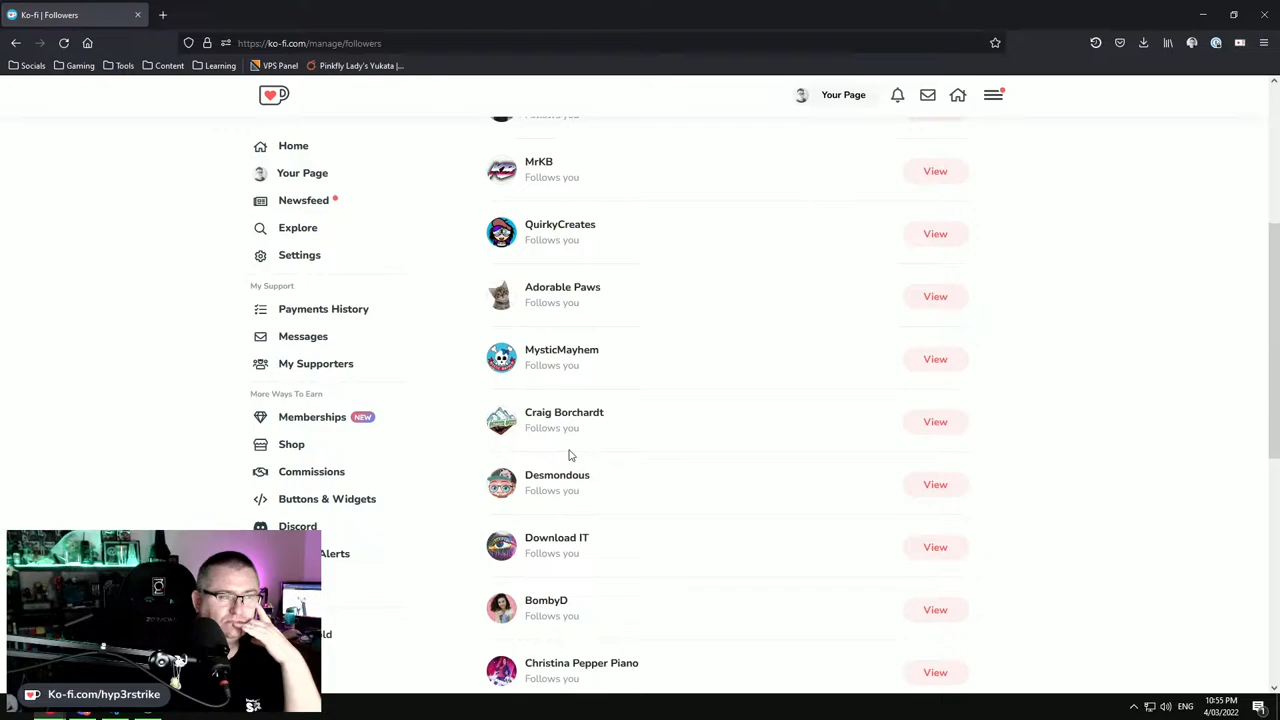 Ko-fi | Followers
https://ko-fi.com/manage/followers
Socials Gaming Tools Content Learning VPS Panel Pinkfly Lady's Yukata |...
Your Page
Home
Your Page
Newsfeed
Explore
Settings
My Support
Payments History
Messages
My Supporters
More Ways To Earn
Memberships NEW
Shop
Commissions
Buttons & Widgets
Discord
Alerts
old
Follows you
MrKB
Follows you
View
QuirkyCreates
Follows you
View
Adorable Paws
Follows you
View
MysticMayhem
Follows you
View
Craig Borchardt
Follows you
View
Desmondous
Follows you
View
Download IT
Follows you
View
BombyD
Follows you
View
Christina Pepper Piano
Follows you
View
Ko-fi.com/hyp3rstrike
ENG
10:55 PM
4/03/2022